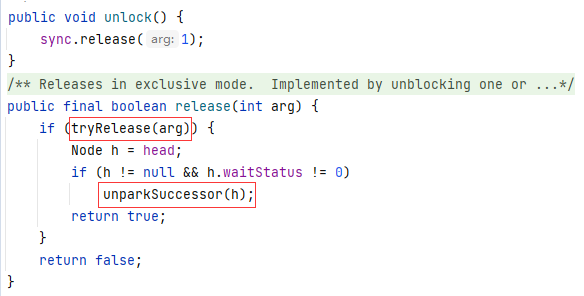 public void unlock() {
    sync.release( arg: 1);
}
/** Releases in exclusive mode.  Implemented by unblocking one or ...*/
public final boolean release(int arg) {
    if (tryRelease(arg)) {
        Node h = head;
        if (h != null && h.waitStatus != 0)
            unparkSuccessor(h);
        return true;
    }
    return false;
}